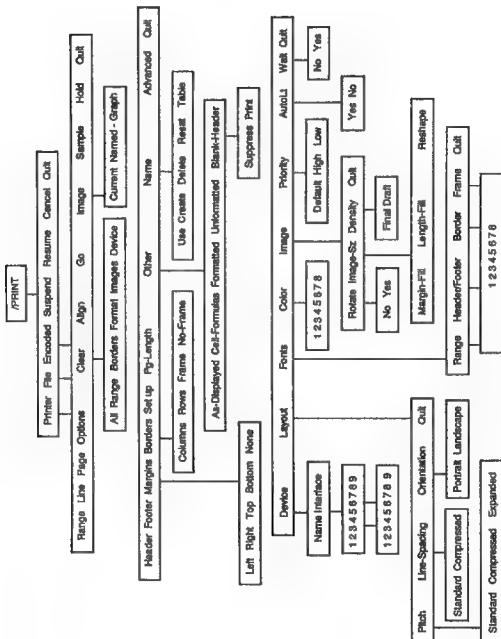 /PRINT
Printer File Encoded Suspend Resume Cancel Quit
Range Line Page Options Clear Align Go Image Sample Hold Quit
All Range Borders Format Images Device
Current Named - Graph
Header Footer Margins Borders Set up Pg-Length Other Name Advanced Quit
Columns Rows Frame No-Frame
Use Create Delete Reset Table
As-Displayed Cell-Formulas Formatted Unformatted Blank-Header
Left Right Top Bottom None
Suppress Print
Device Layout Fonts Color Image Priority AutoLt Wait Quit
Name Interface
1 2 3 4 5 6 7 8
Default High Low
No Yes
1 2 3 4 5 6 7 8 9
Rotate Image-Sz Density Quit
Yes No
1 2 3 4 5 6 7 8 9
No Yes
Final Draft
Pitch Line-Spacing Orientation Quit
Margin-Fill Length-Fill Reshape
Standard Compressed
Portrait Landscape
Range Header/Footer Border Frame Quit
Standard Compressed Expanded
1 2 3 4 5 6 7 8